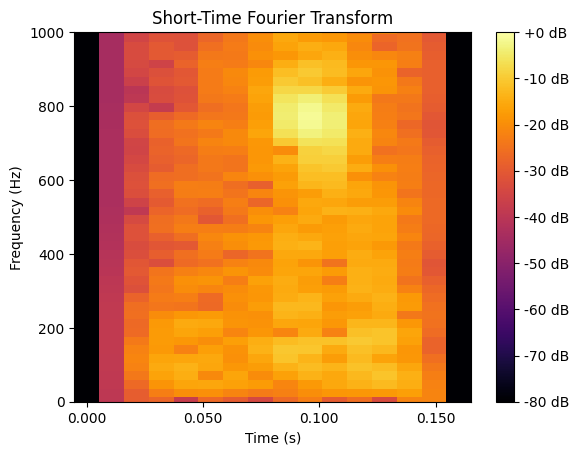 Short-Time Fourier Transform
Frequency (Hz)
1000
800
600
400
200
0
0.000
0.050
0.100
0.150
Time (s)
+0 dB
-10 dB
-20 dB
-30 dB
-40 dB
-50 dB
-60 dB
-70 dB
-80 dB